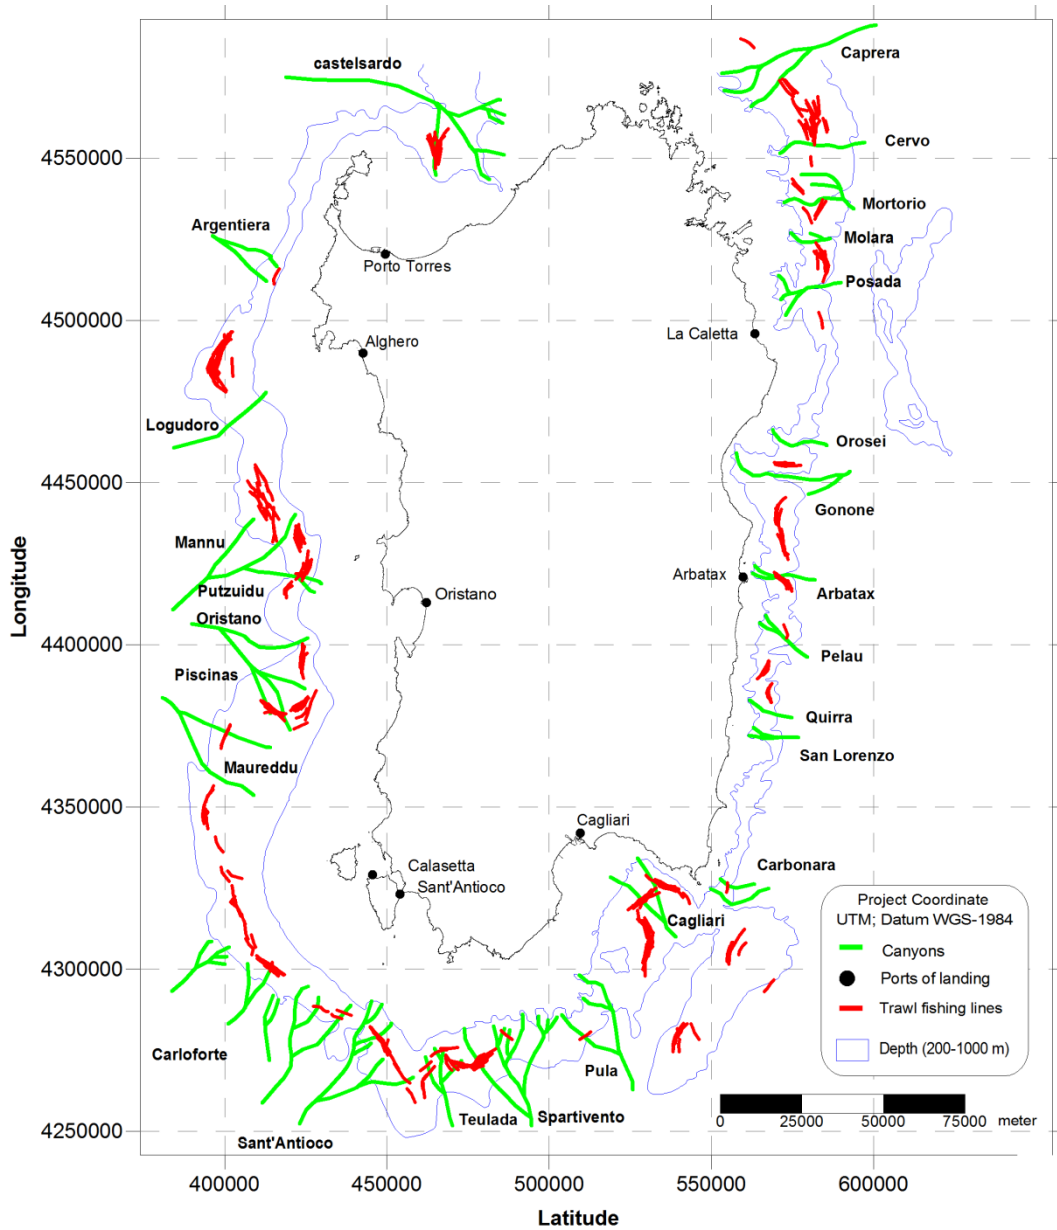 castelsardo
Caprera
4550000
Cervo
Argentiera
Mortorio
Molara
Porto Torres
Posada
4500000
La Caletta
Alghero
Logudoro
Orosei
4450000
Gonone
Mannu
Arbatax
Putzuidu
Arbatax
Oristano
Oristano
4400000
Pelau
Piscinas
Quirra
San Lorenzo
Maureddu
4350000
Cagliari
Carbonara
Calasetta
Sant'Antioco
Cagliari
Project Coordinate
UTM; Datum WGS-1984
Canyons
Ports of landing
Trawl fishing lines
Depth (200-1000 m)
4300000
Carloforte
Pula
Teulada
Spartivento
Sant'Antioco
4250000
0 25000 50000 75000 meter
400000 450000 500000 550000 600000
Latitude
Longitude